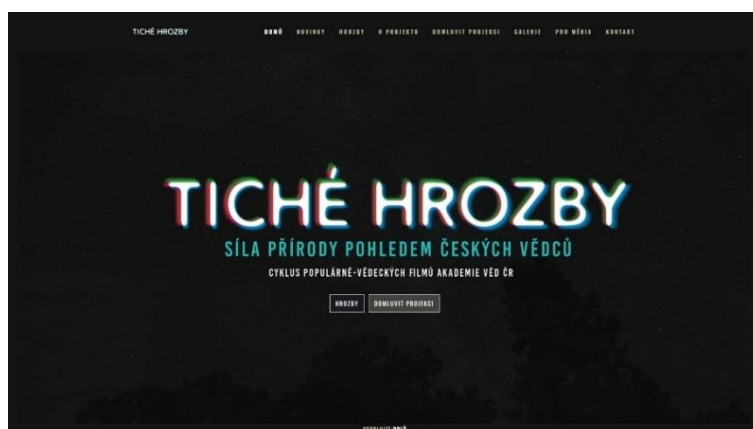 TICHÉ HROZBY
DOMŮ NOVINKY HROZBY O PROJEKTU DOMLUVIT PROJEKCI GALERIE PRO MÉDIA KONTAKT
TICHÉ HROZBY
SÍLA PŘÍRODY POHLEDEM ČESKÝCH VĚDCŮ
CYKLUS POPULÁRNĚ-VĚDECKÝCH FILMŮ AKADEMIE VĚD ČR
HROZBY DOMLUVIT PROJEKCI